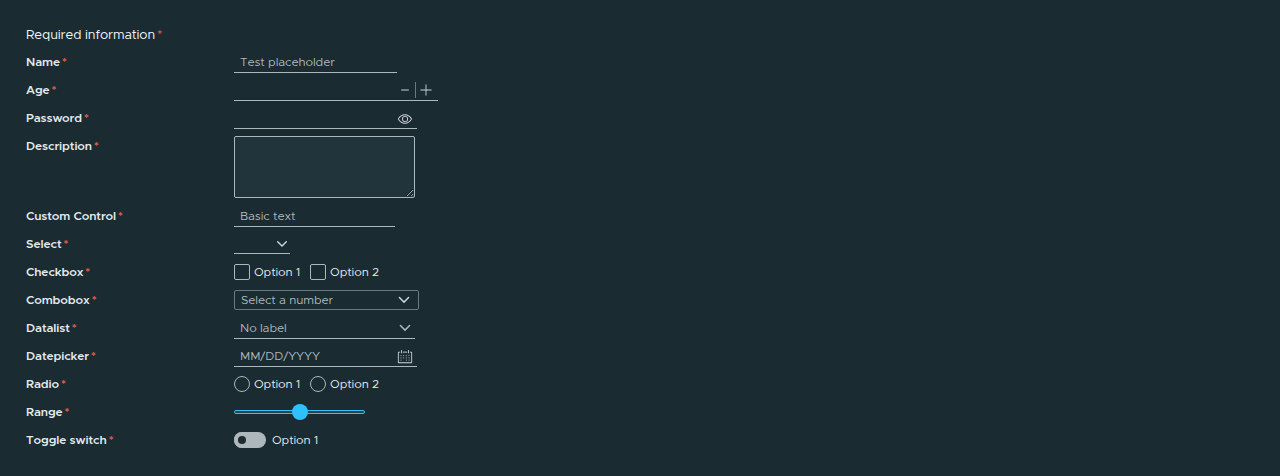 Required information*
Name* Test placeholder
Age*
Password*
Description*
Custom Control* Basic text
Select*
Checkbox* Option 1 Option 2
Combobox* Select a number
Datalist* No label
Datepicker* MM/DD/YYYY
Radio* Option 1 Option 2
Range*
Toggle switch* Option 1